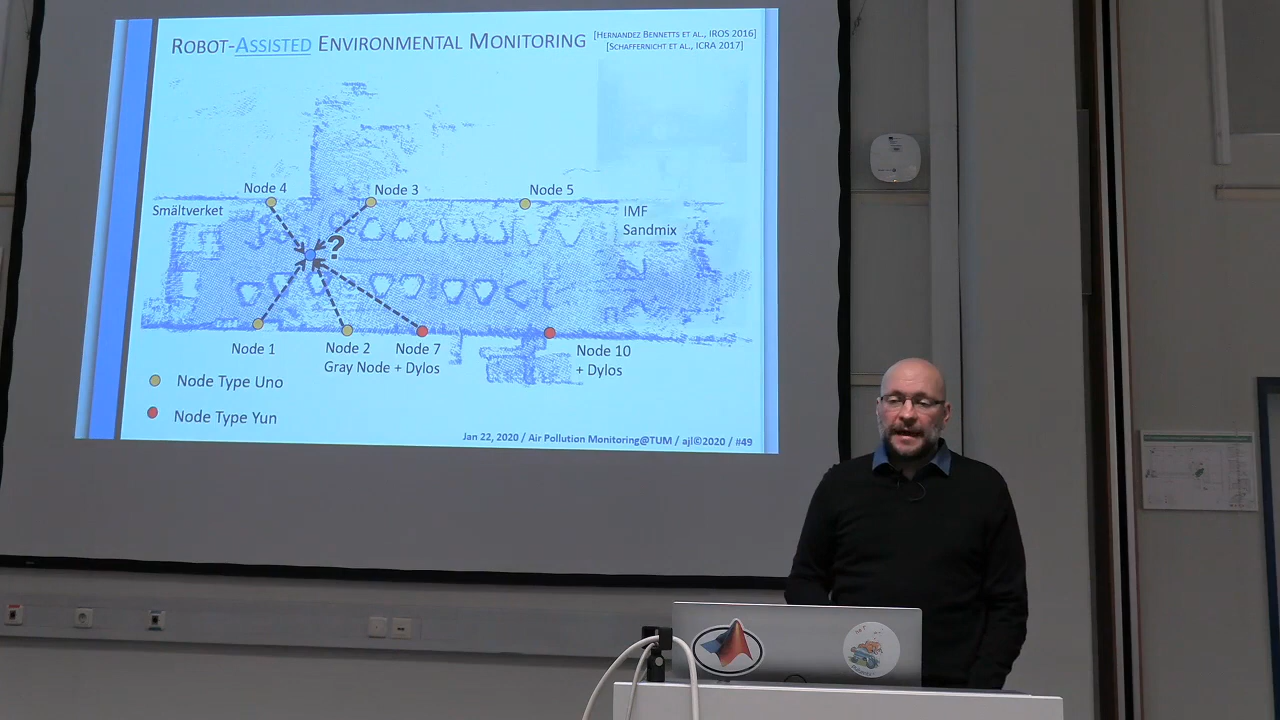 ROBOT-ASSISTED ENVIRONMENTAL MONITORING
[HERNANDEZ BENNETTS ET AL., IROS 2016]
[SCHAFFERNICHT ET AL., ICRA 2017]
Node 4
Node 3
Node 5
Smältverket
IMF
Sandmix
?
Node 1
Node 2
Node 7
Gray Node + Dylos
Node 10
+ Dylos
Node Type Uno
Node Type Yun
Jan 22, 2020 / Air Pollution Monitoring@TUM / ajl©2020 / #49